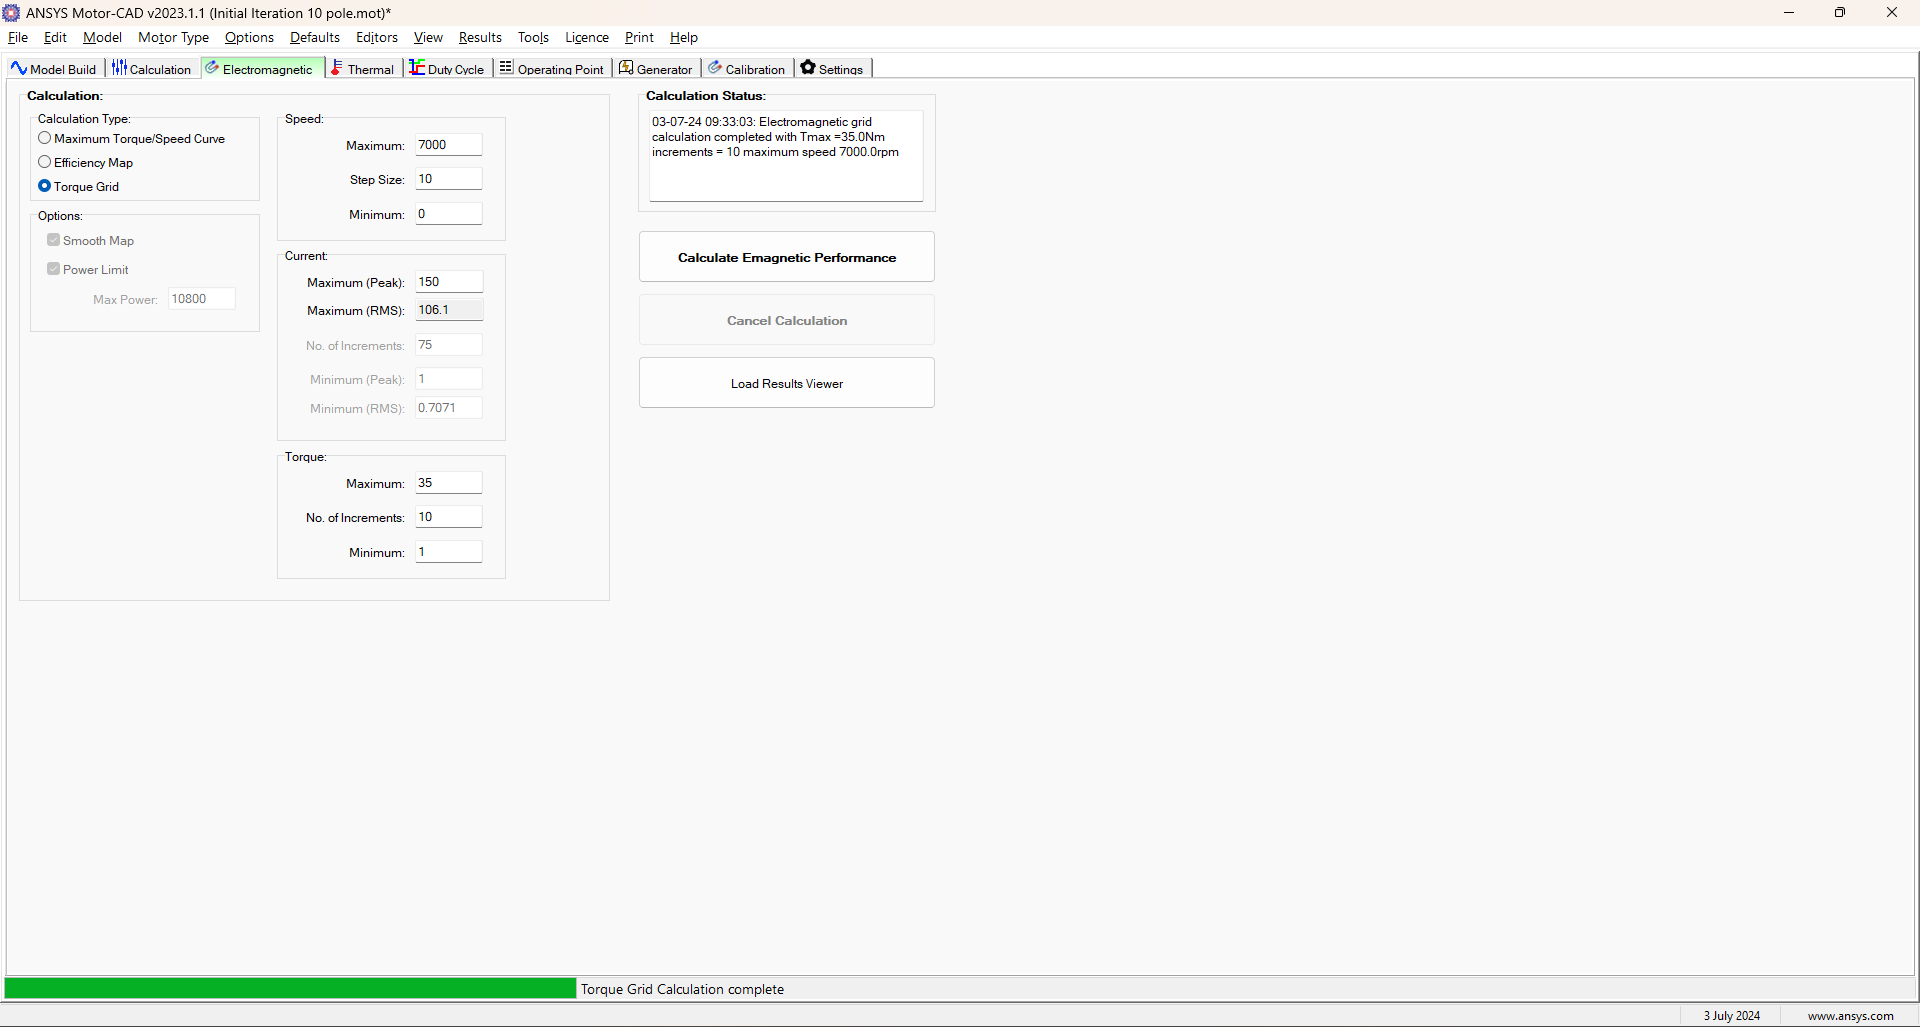 ANSYS Motor-CAD v2023.1.1 (Initial Iteration 10 pole.mot)*
File Edit Model Motor Type Options Defaults Editors View Results Tools Licence Print Help
Model Build Calculation Electromagnetic Thermal Duty Cycle Operating Point Generator Calibration Settings
Calculation:
Calculation Type:
Maximum Torque/Speed Curve
Efficiency Map
Torque Grid
Options:
Smooth Map
Power Limit
Max Power: 10800
Speed:
Maximum: 7000
Step Size: 10
Minimum: 0
Current:
Maximum (Peak): 150
Maximum (RMS): 106.1
No. of Increments: 75
Minimum (Peak): 1
Minimum (RMS): 0.7071
Torque:
Maximum: 35
No. of Increments: 10
Minimum: 1
Calculation Status:
03-07-24 09:33:03: Electromagnetic grid
calculation completed with Tmax =35.0Nm
increments = 10 maximum speed 7000.0rpm
Calculate Emagnetic Performance
Cancel Calculation
Load Results Viewer
Torque Grid Calculation complete
3 July 2024 www.ansys.com